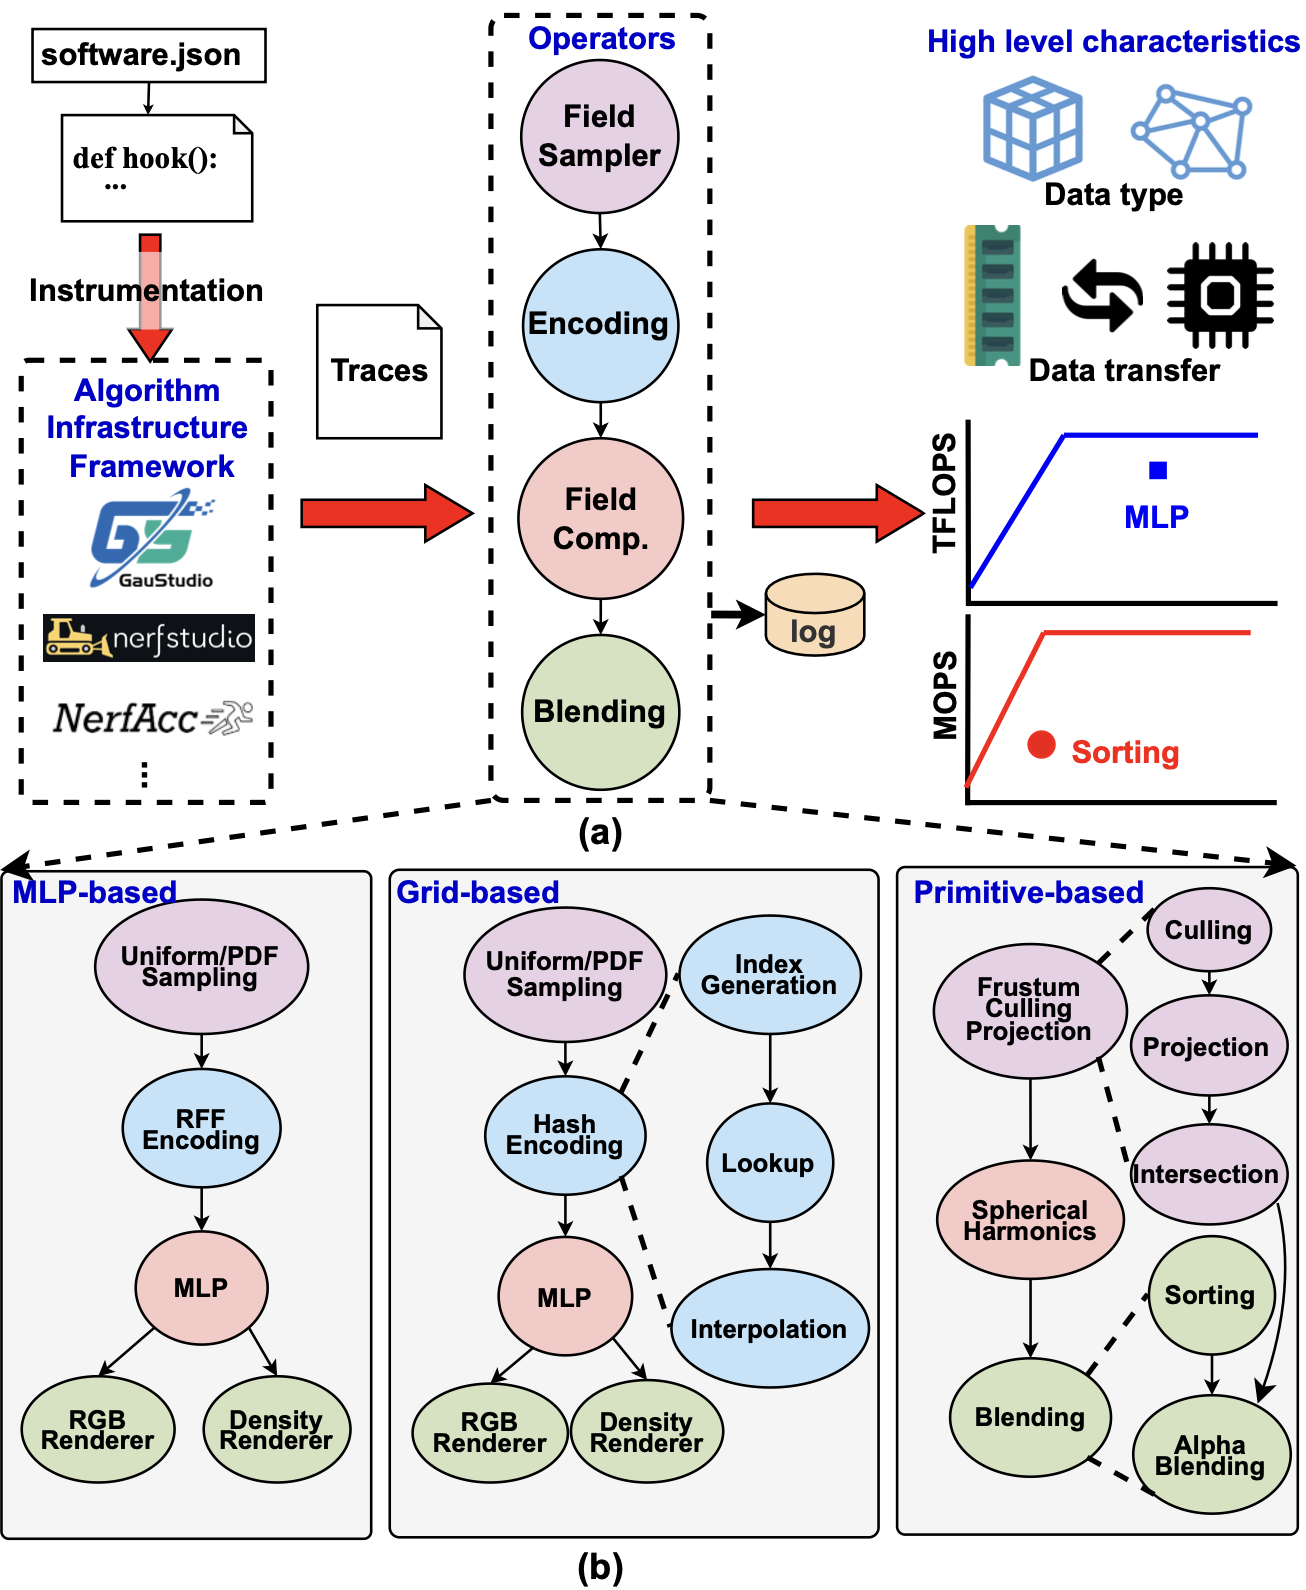 software.json
def hook():
...
Instrumentation
Algorithm
Infrastructure
Framework
GauStudio
nerfstudio
NerfAcc
Traces
Operators
Field
Sampler
Encoding
Field
Comp.
Blending
log
High level characteristics
Data type
Data transfer
TFLOPS
MLP
MOPS
Sorting
(a)
MLP-based
Uniform/PDF
Sampling
RFF
Encoding
MLP
RGB
Renderer
Density
Renderer
Grid-based
Uniform/PDF
Sampling
Hash
Encoding
MLP
RGB
Renderer
Density
Renderer
Index
Generation
Lookup
Interpolation
Primitive-based
Frustum
Culling
Projection
Spherical
Harmonics
Blending
Culling
Projection
Intersection
Sorting
Alpha
Blending
(b)